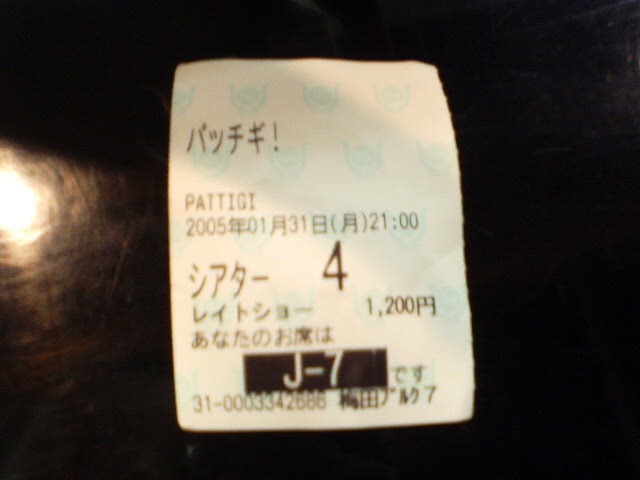 パッチギ!
PATTIGI
2005年01月31日(月)21:00
シアター 4
レイトショー 1,200円
あなたのお席は
J-7 です
31-0003342686 梅田ブルク7